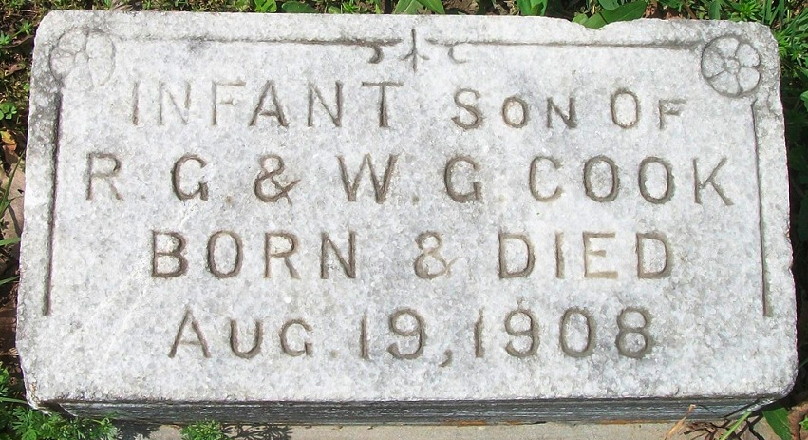 INFANT SON OF
R. G. & W. G. COOK
BORN & DIED
AUG. 19, 1908